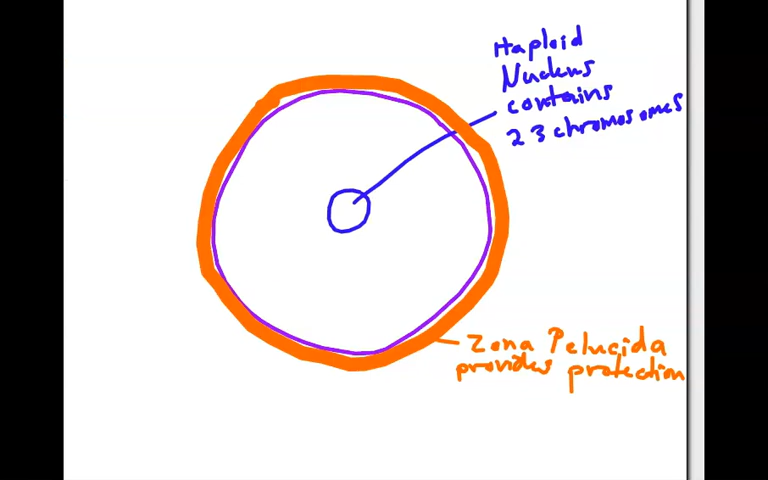 Haploid
Nucleus
contains
23 chromosomes
Zona Pelucida
provides protection